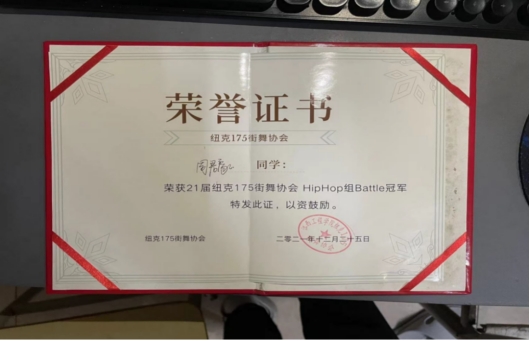 荣誉证书
纽克175街舞协会
同学：
荣获21届纽克175街舞协会 HipHop组Battle冠军
特发此证，以资鼓励。
纽克175街舞协会
二零二一年十二月二十五日